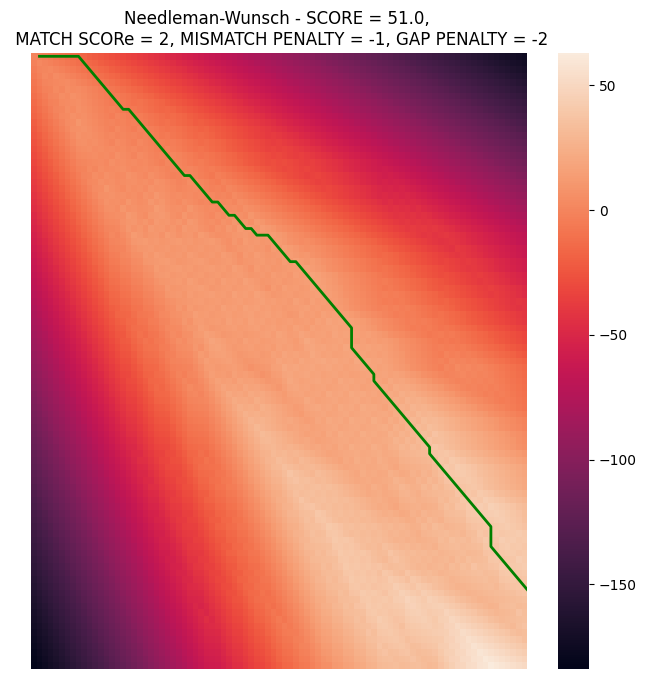 Needleman-Wunsch - SCORE = 51.0,
MATCH SCORe = 2, MISMATCH PENALTY = -1, GAP PENALTY = -2
50
0
−50
−100
−150